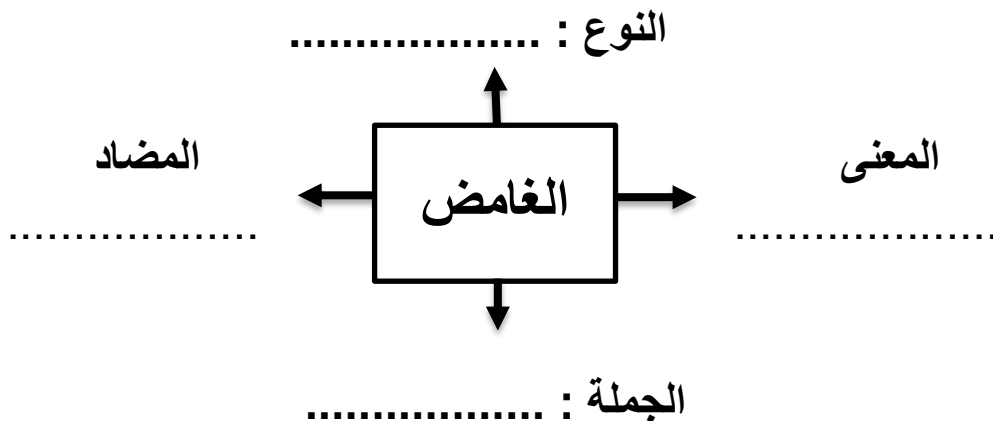 النوع : ...................
المعنى
المضاد
الغامض
....................
...................
الجملة : ..................